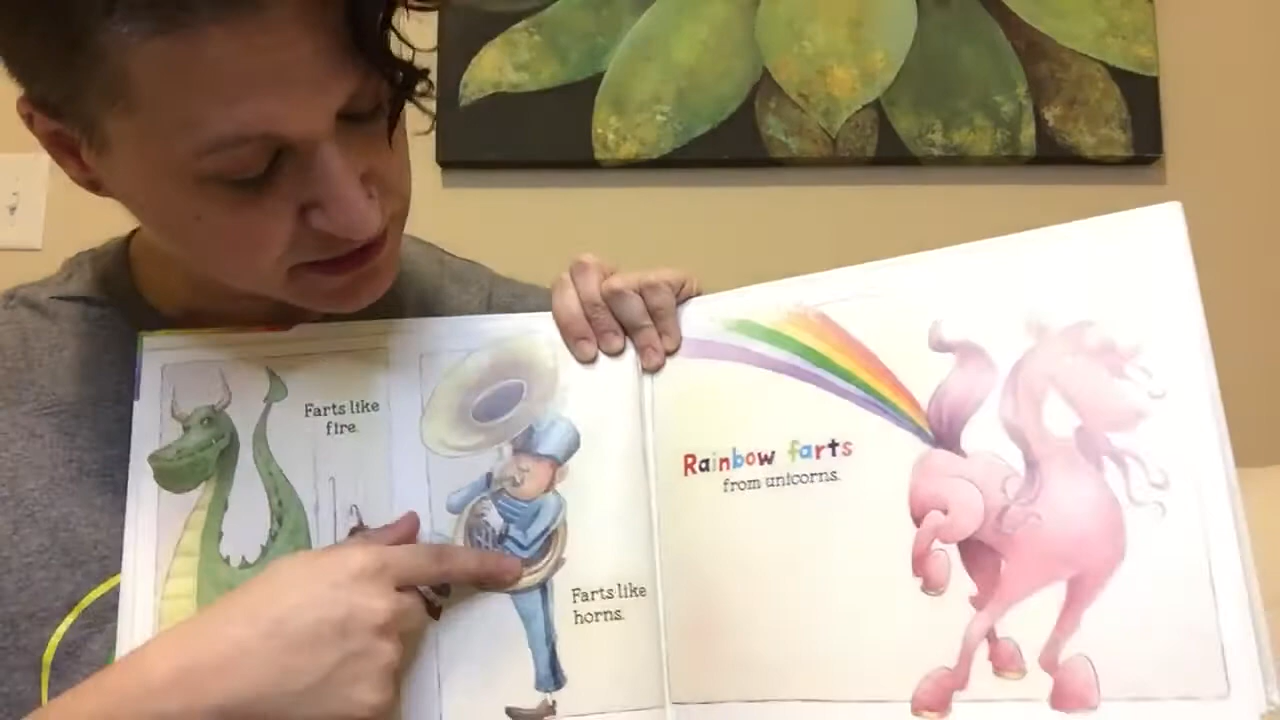 Farts like
fire.
Farts like
horns.
Rainbow farts
from unicorns.